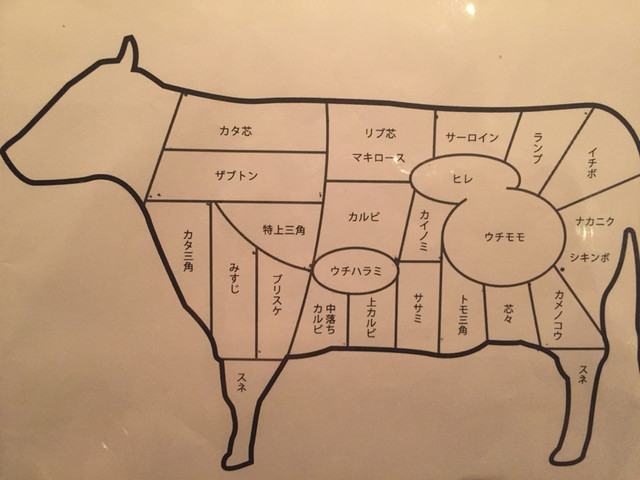 カタ芯
リブ芯
マキロース
サーロイン
ランプ
イチボ
ザブトン
ヒレ
カルビ
カイノミ
ウチモモ
ナカニク
シキンボ
カタ三角
みすじ
特上三角
ブリスケ
ウチハラミ
中落ち
カルビ
上カルビ
ササミ
トモ三角
芯々
カメノコウ
スネ
スネ